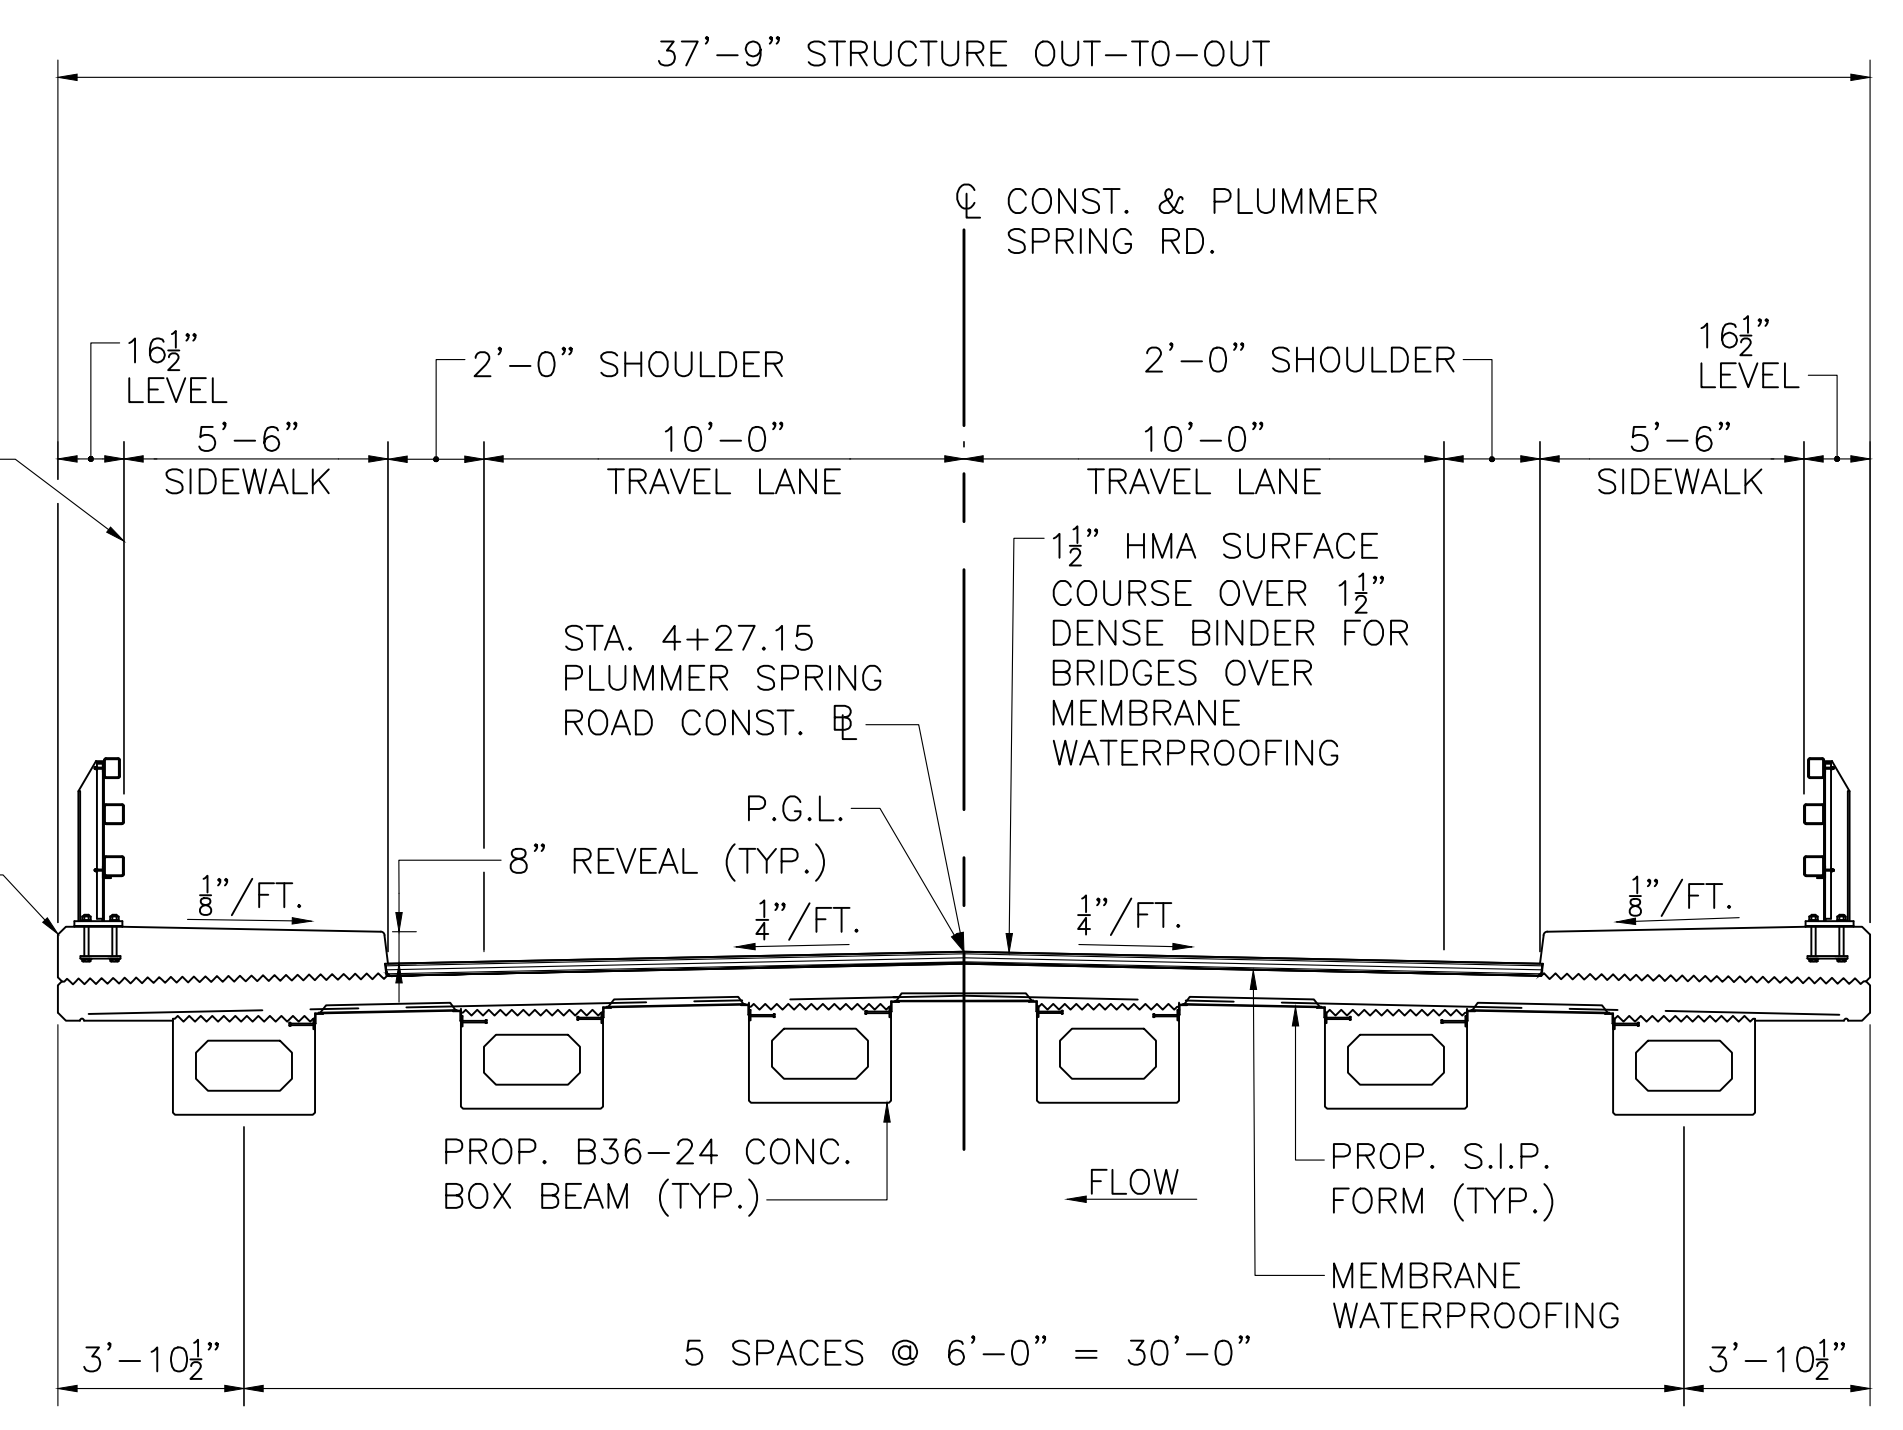 37'-9" STRUCTURE OUT-TO-OUT
℄ CONST. & PLUMMER
SPRING RD.
16½"
LEVEL
2'-0" SHOULDER
2'-0" SHOULDER
16½"
LEVEL
5'-6"
SIDEWALK
10'-0"
TRAVEL LANE
10'-0"
TRAVEL LANE
5'-6"
SIDEWALK
1½" HMA SURFACE
COURSE OVER 1½"
DENSE BINDER FOR
BRIDGES OVER
MEMBRANE
WATERPROOFING
STA. 4+27.15
PLUMMER SPRING
ROAD CONST. BL
P.G.L.
8" REVEAL (TYP.)
⅛"/FT.
¼"/FT.
¼"/FT.
⅛"/FT.
PROP. B36-24 CONC.
BOX BEAM (TYP.)
FLOW
PROP. S.I.P.
FORM (TYP.)
MEMBRANE
WATERPROOFING
3'-10½"
5 SPACES @ 6'-0" = 30'-0"
3'-10½"